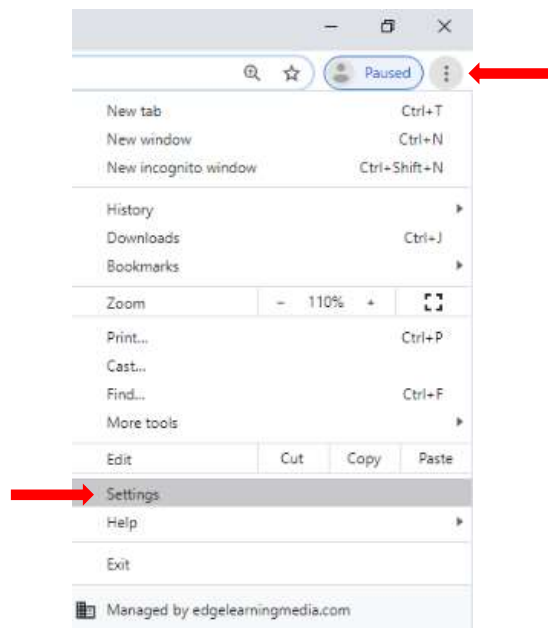 Paused
New tab Ctrl+T
New window Ctrl+N
New incognito window Ctrl+Shift+N
History
Downloads Ctrl+J
Bookmarks
Zoom - 110% +
Print... Ctrl+P
Cast...
Find... Ctrl+F
More tools
Edit Cut Copy Paste
Settings
Help
Exit
Managed by edgelearningmedia.com